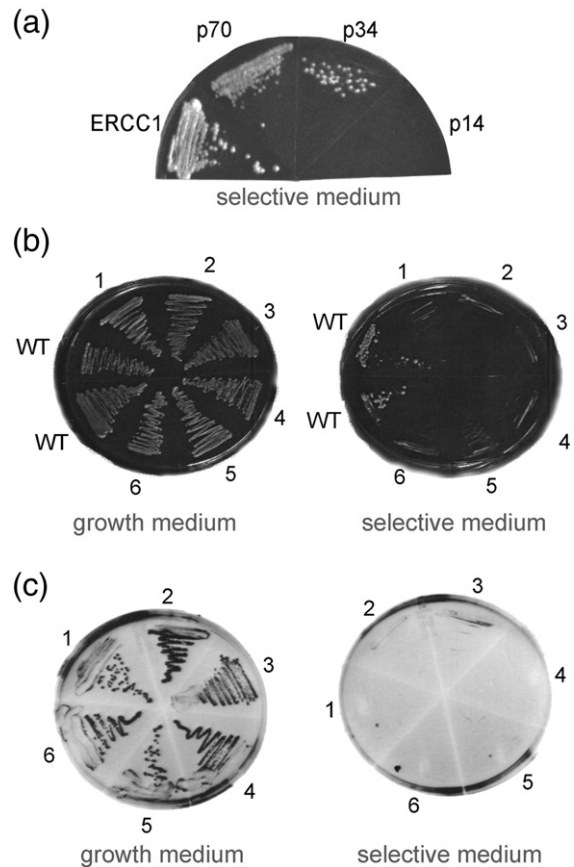 (a)
p70 p34
ERCC1 p14
selective medium
(b)
1 2 3 WT WT 4 5 6
1 2 3 WT WT 4 5 6
growth medium selective medium
(c)
1 2 3 6 4 5
2 3 1 4 6 5
growth medium selective medium